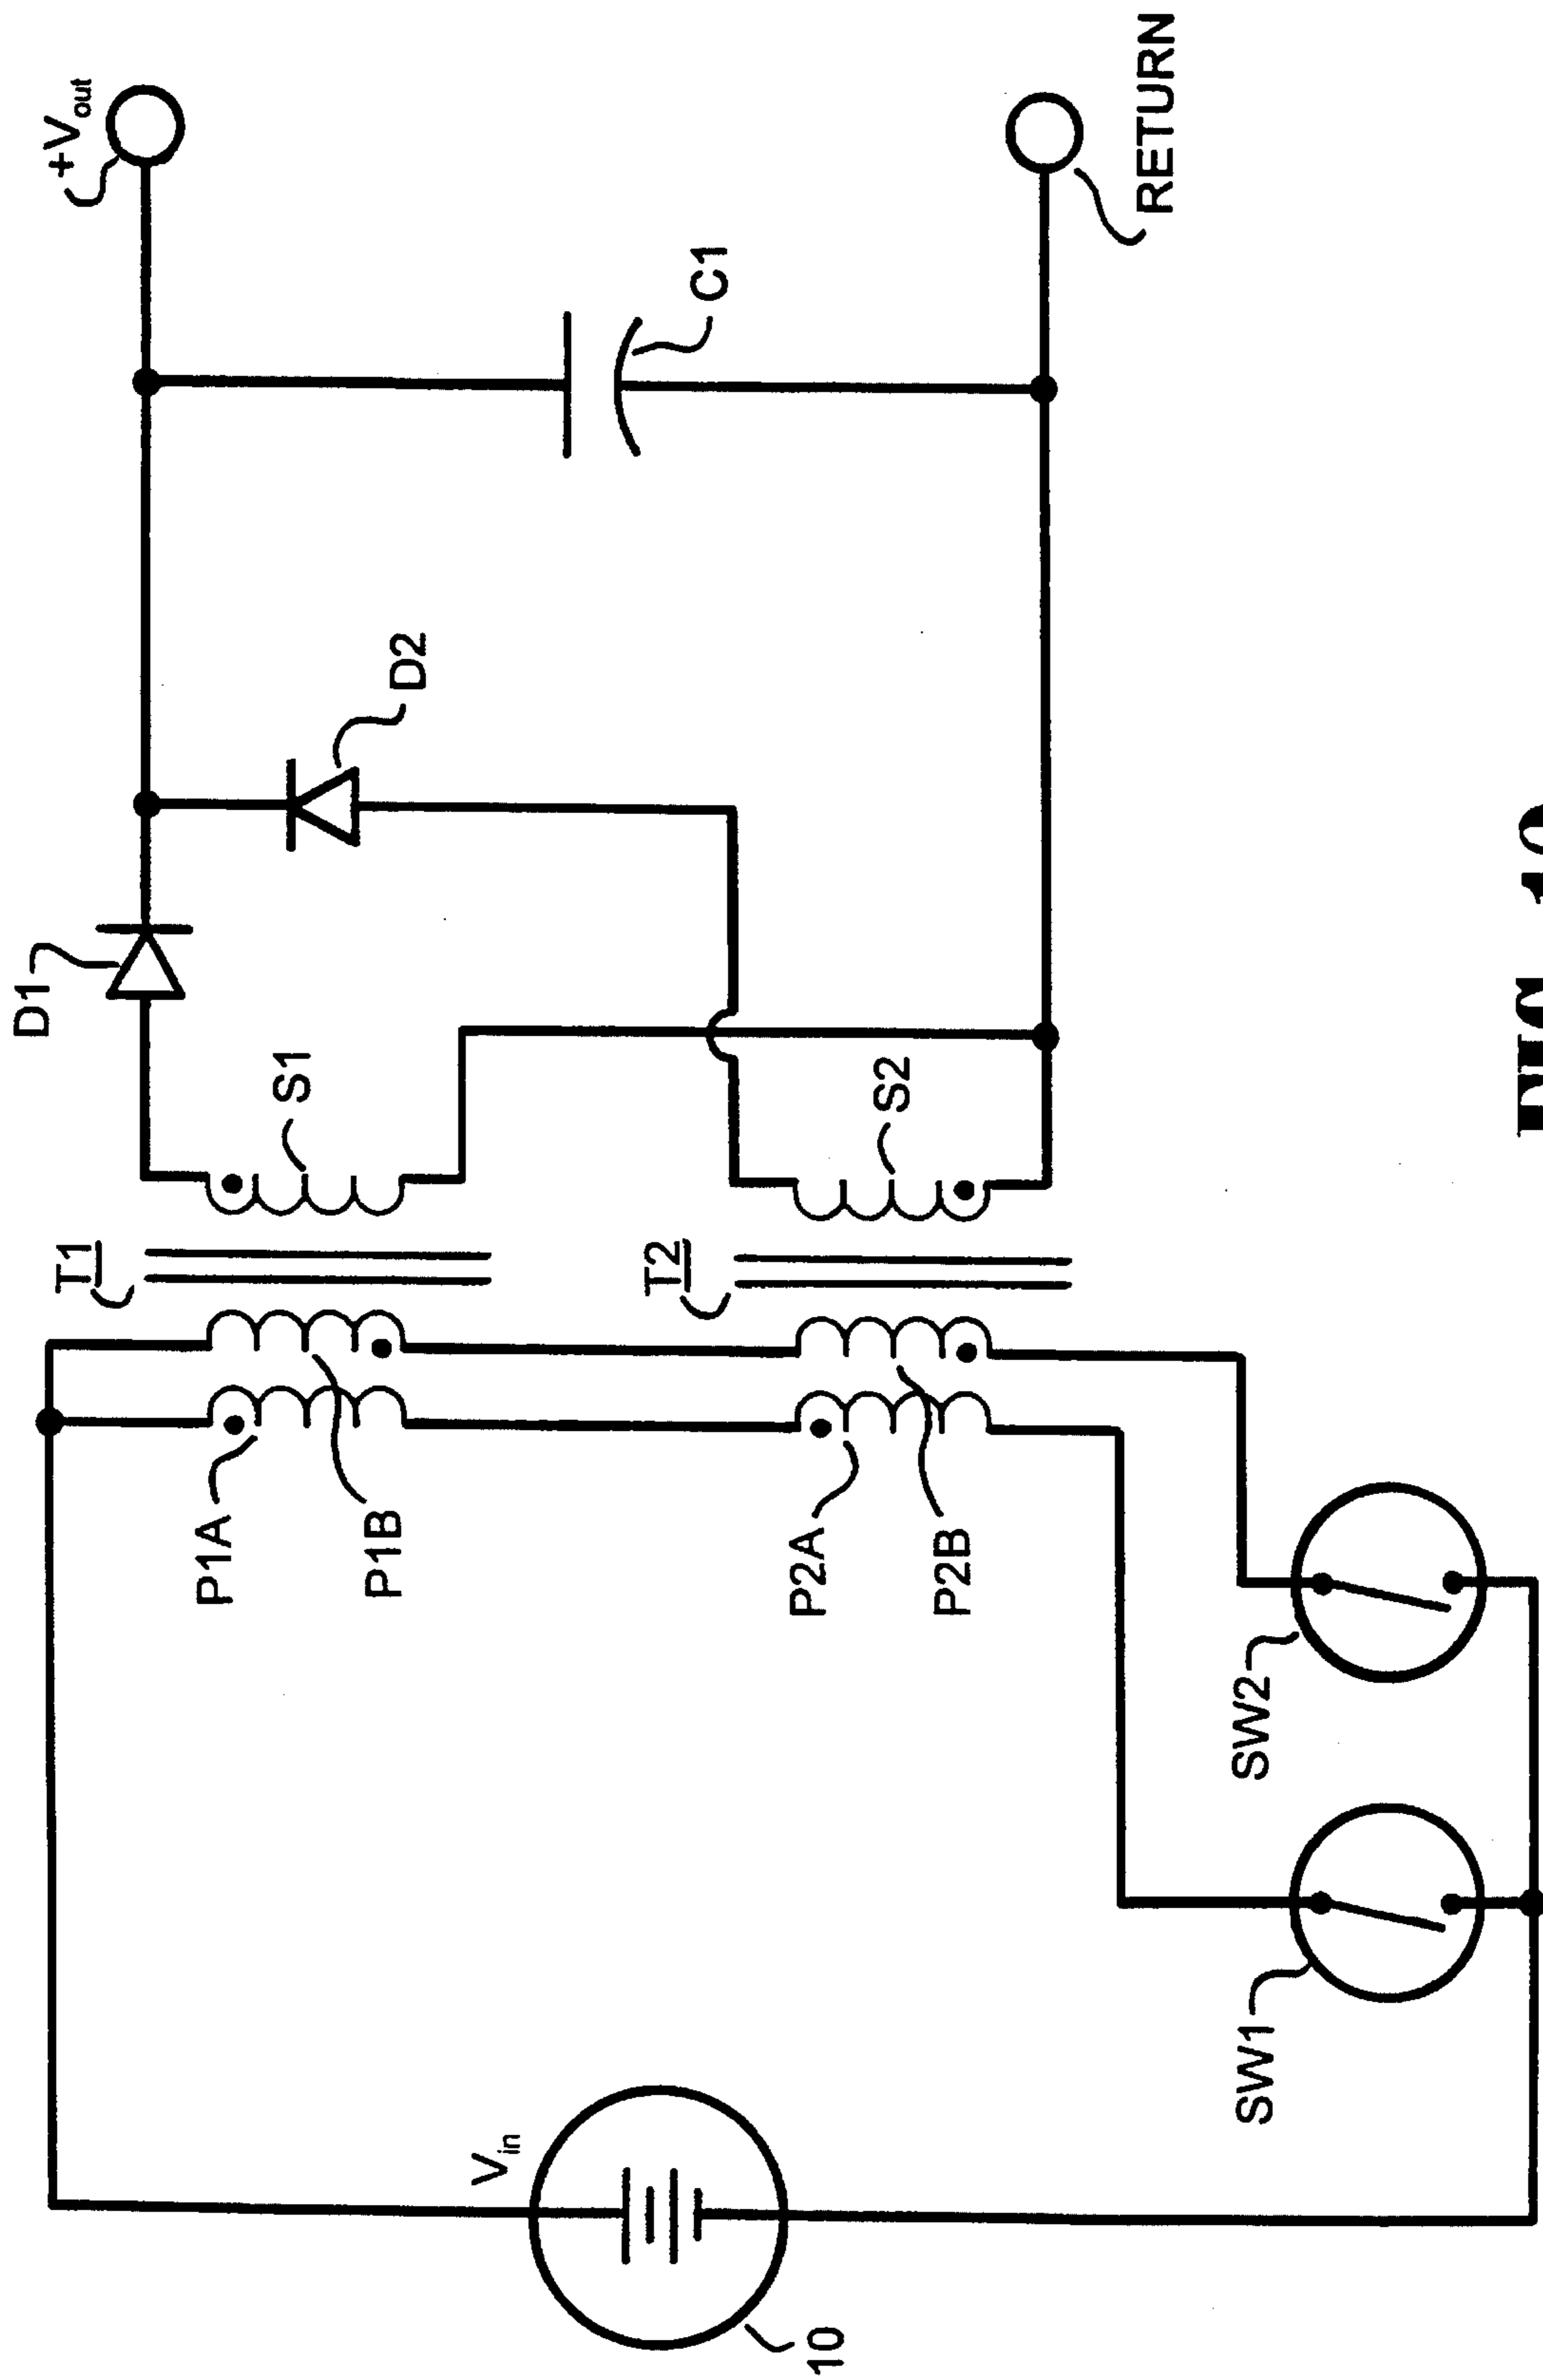 +Vout
D1
D2
C1
RETURN
T1
S1
T2
S2
P1A
P1B
P2A
P2B
SW2
SW1
Vin
10